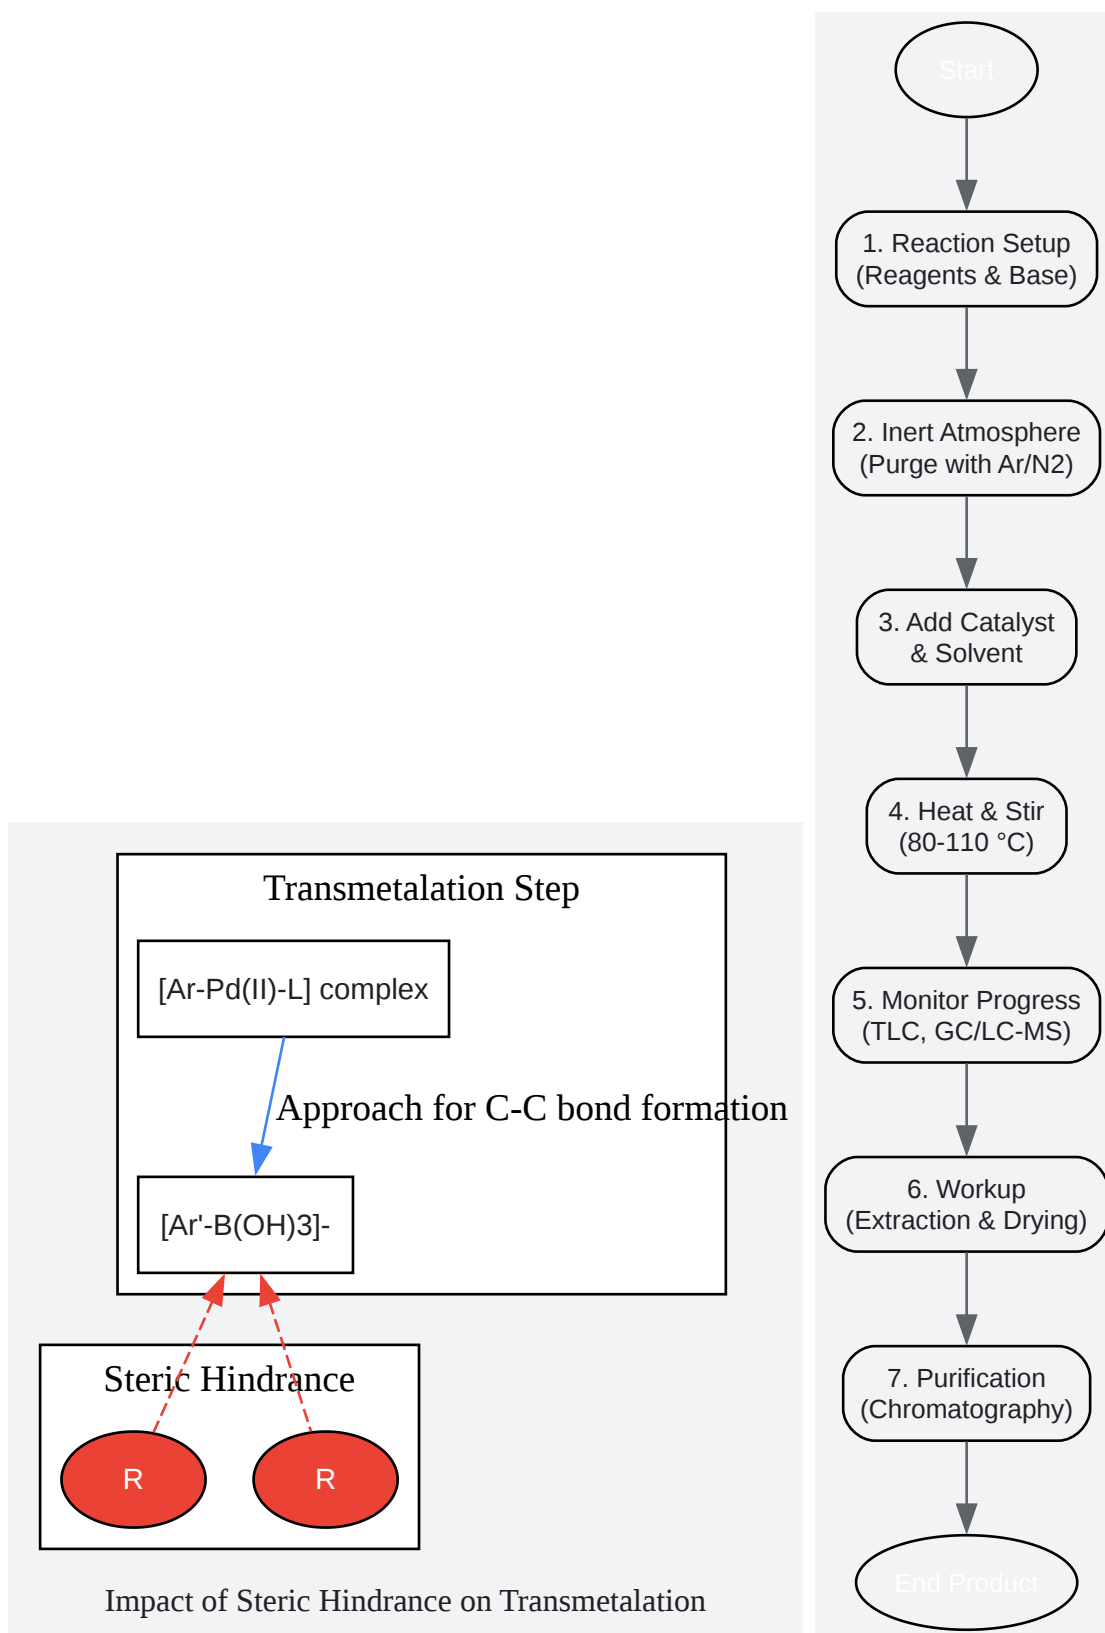 Transmetalation Step
[Ar-Pd(II)-L] complex
Approach for C-C bond formation
[Ar'-B(OH)3]-
Steric Hindrance
R
R
Impact of Steric Hindrance on Transmetalation
Start
1. Reaction Setup
(Reagents & Base)
2. Inert Atmosphere
(Purge with Ar/N2)
3. Add Catalyst
& Solvent
4. Heat & Stir
(80-110 °C)
5. Monitor Progress
(TLC, GC/LC-MS)
6. Workup
(Extraction & Drying)
7. Purification
(Chromatography)
End Product